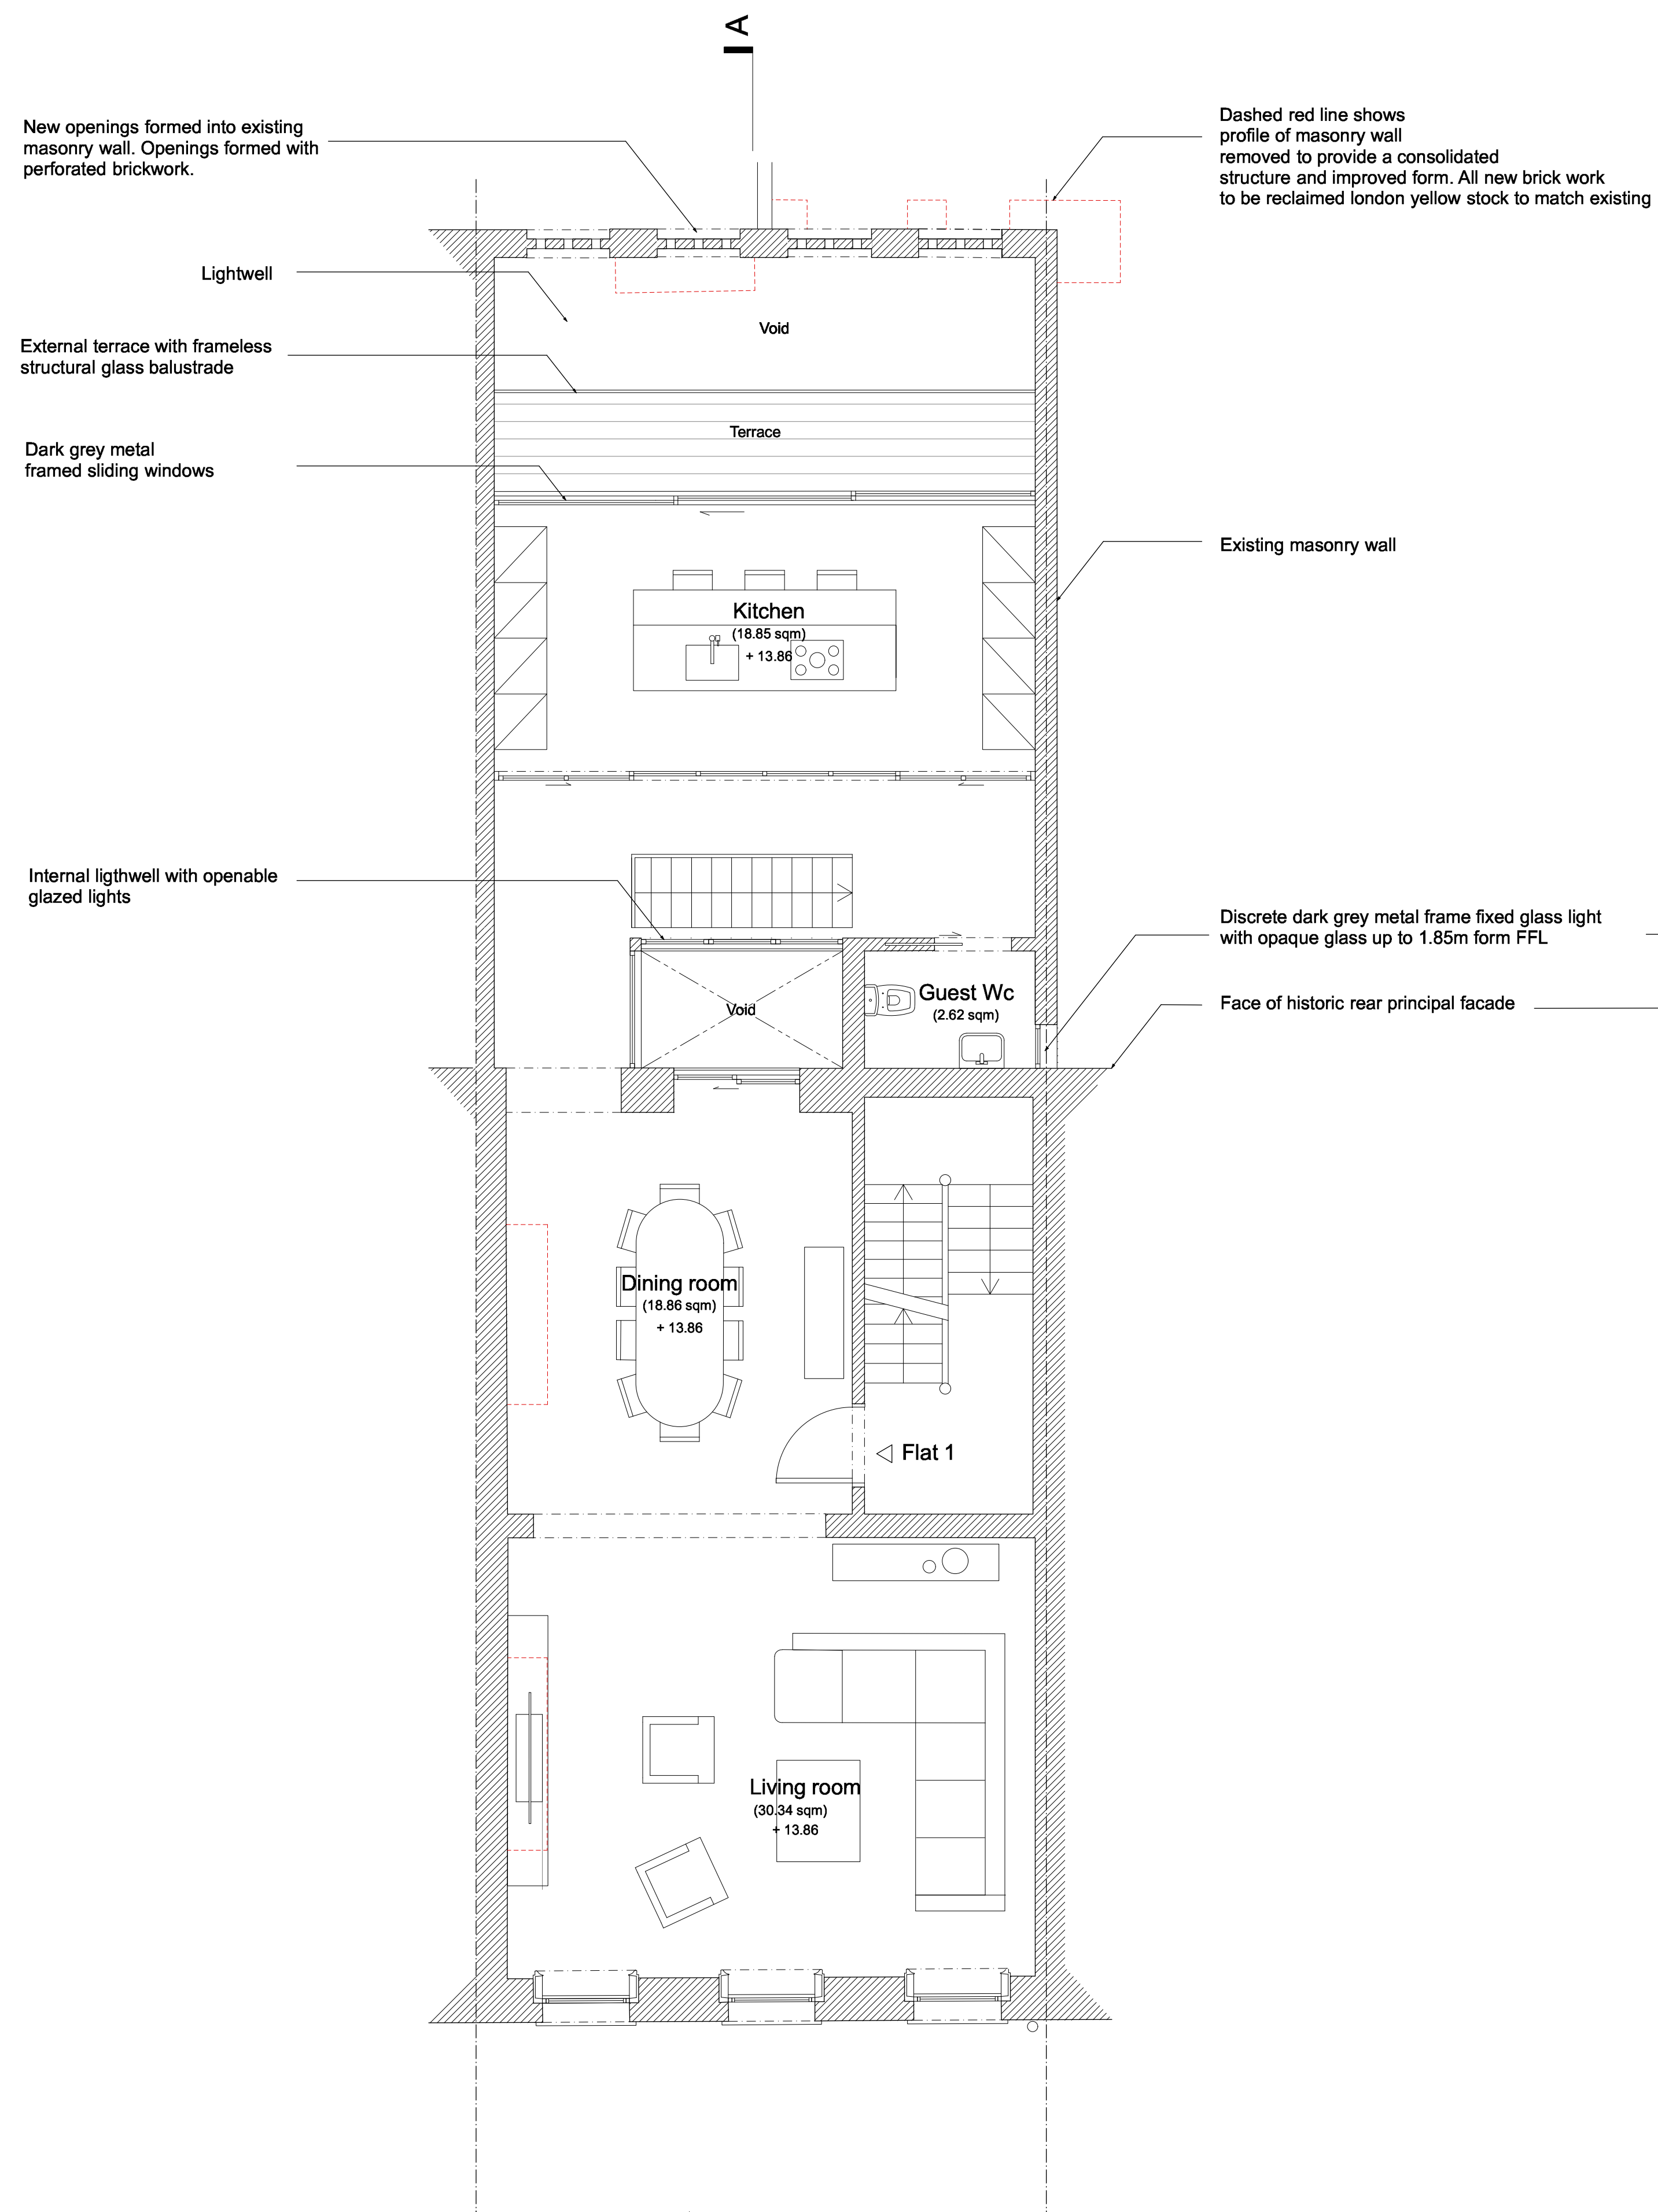 A
New openings formed into existing
masonry wall. Openings formed with
perforated brickwork.
Dashed red line shows
profile of masonry wall
removed to provide a consolidated
structure and improved form. All new brick work
to be reclaimed london yellow stock to match existing
Lightwell
Void
External terrace with frameless
structural glass balustrade
Terrace
Dark grey metal
framed sliding windows
Existing masonry wall
Kitchen
(18.85 sqm)
+ 13.86
Internal ligthwell with openable
glazed lights
Discrete dark grey metal frame fixed glass light
with opaque glass up to 1.85m form FFL
Guest Wc
(2.62 sqm)
Void
Face of historic rear principal facade
Dining room
(18.86 sqm)
+ 13.86
Flat 1
Living room
(30.34 sqm)
+ 13.86